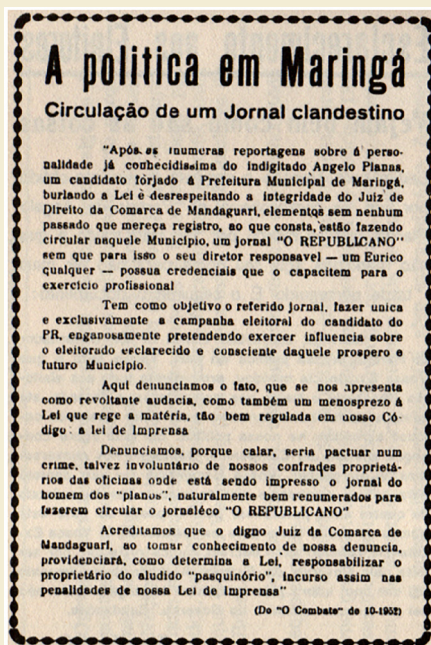 A politica em Maringá
Circulação de um Jornal clandestino
"Após as inumeras reportagens sobre á perso-
nalidade já conhecidissima do indigitado Angelo Planas,
um candidato forjado á Prefeitura Municipal de Maringá,
burlando a Lei e desrespeitando a integridade do Juiz de
Direito da Comarca de Mandaguari, elementos sem nenhum
passado que mereça registro, ao que consta, estão fazendo
circular naquele Município, um jornal "O REPUBLICANO"
sem que para isso o seu diretor responsavel — um Eurico
qualquer — possua credenciais que o capacitem para o
exercício profissional
Tem como objetivo o referido jornal, fazer unica
e exclusivamente a campanha eleitoral do candidato do
PR, enganosamente pretendendo exercer influencia sobre
o eleitorado esclarecido e consciente daquele prospero e
futuro Município.
Aqui denunciamos o fato, que se nos apresenta
como revoltante audacia, como também um menosprezo á
Lei que rege a matéria, tão bem regulada em nosso Có-
digo: a lei de Imprensa
Denunciamos, porque calar, seria pactuar num
crime, talvez involuntário de nossos confrades proprietá-
rios das oficinas onde está sendo impresso o jornal do
homem dos "planos", naturalmente bem renumerados para
fazerem circular o jornaléco "O REPUBLICANO"
Acreditamos que o digno Juiz da Comarca de
Mandaguari, ao tomar conhecimento de nossa denuncia,
providenciará, como determina a Lei, responsabilizar o
proprietário do aludido "pasquinório", incurso assim nas
penalidades de nossa Lei de Imprensa"
(Do "O Combate" de 10-1952)